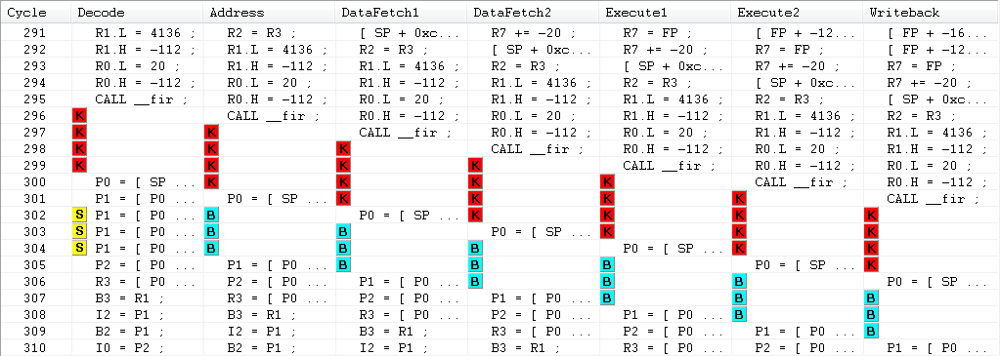 Cycle Decode Address DataFetch1 DataFetch2 Execute1 Execute2 Writeback
291 R1.L = 4136 ; R2 = R3 ; [ SP + 0xc... R7 += -20 ; R7 = FP ; [ FP + -12... [ FP + -16...
292 R1.H = -112 ; R1.L = 4136 ; R2 = R3 ; [ SP + 0xc... R7 += -20 ; R7 = FP ; [ FP + -12...
293 R0.L = 20 ; R1.H = -112 ; R1.L = 4136 ; R2 = R3 ; [ SP + 0xc... R7 += -20 ; R7 = FP ;
294 R0.H = -112 ; R0.L = 20 ; R1.H = -112 ; R1.L = 4136 ; R2 = R3 ; [ SP + 0xc... R7 += -20 ;
295 CALL __fir ; R0.H = -112 ; R0.L = 20 ; R1.H = -112 ; R1.L = 4136 ; R2 = R3 ; [ SP + 0xc...
296 K CALL __fir ; R0.H = -112 ; R0.L = 20 ; R1.H = -112 ; R1.L = 4136 ; R2 = R3 ;
297 K K CALL __fir ; R0.H = -112 ; R0.L = 20 ; R1.H = -112 ; R1.L = 4136 ;
298 K K K CALL __fir ; R0.H = -112 ; R0.L = 20 ; R1.H = -112 ;
299 K K K K CALL __fir ; R0.H = -112 ; R0.L = 20 ;
300 P0 = [ SP ... K K K K CALL __fir ; R0.H = -112 ;
301 P1 = [ P0 ... P0 = [ SP ... K K K K CALL __fir ;
302 S P1 = [ P0 ... B P0 = [ SP ... K K K K
303 S P1 = [ P0 ... B B P0 = [ SP ... K K K
304 S P1 = [ P0 ... B B B P0 = [ SP ... K K
305 P2 = [ P0 ... P1 = [ P0 ... B B B P0 = [ SP ... K
306 R3 = [ P0 ... P2 = [ P0 ... P1 = [ P0 ... B B B P0 = [ SP ...
307 B3 = R1 ; R3 = [ P0 ... P2 = [ P0 ... P1 = [ P0 ... B B B
308 I2 = P1 ; B3 = R1 ; R3 = [ P0 ... P2 = [ P0 ... P1 = [ P0 ... B B
309 B2 = P1 ; I2 = P1 ; B3 = R1 ; R3 = [ P0 ... P2 = [ P0 ... P1 = [ P0 ... B
310 I0 = P2 ; B2 = P1 ; I2 = P1 ; B3 = R1 ; R3 = [ P0 ... P2 = [ P0 ... P1 = [ P0 ...